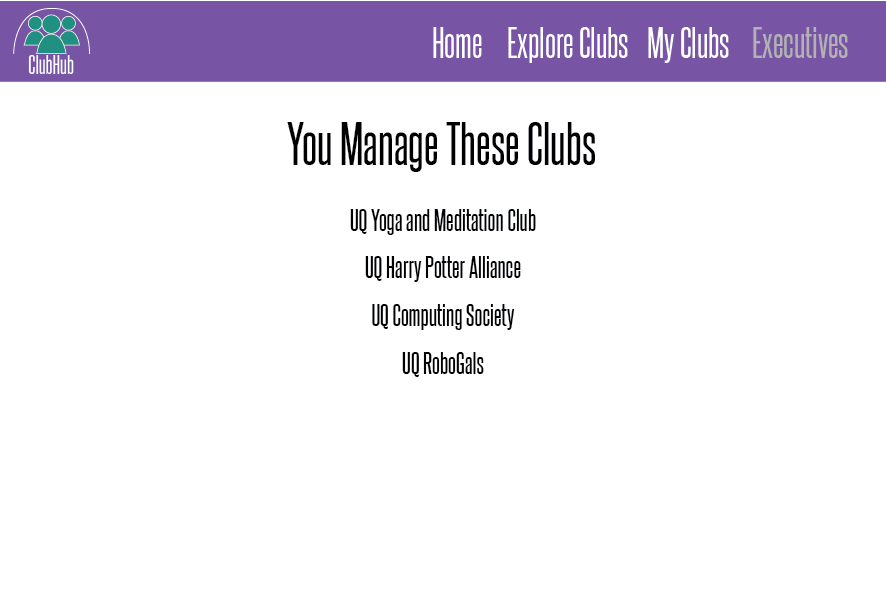 ClubHub
Home Explore Clubs My Clubs Executives
You Manage These Clubs
UQ Yoga and Meditation Club
UQ Harry Potter Alliance
UQ Computing Society
UQ RoboGals